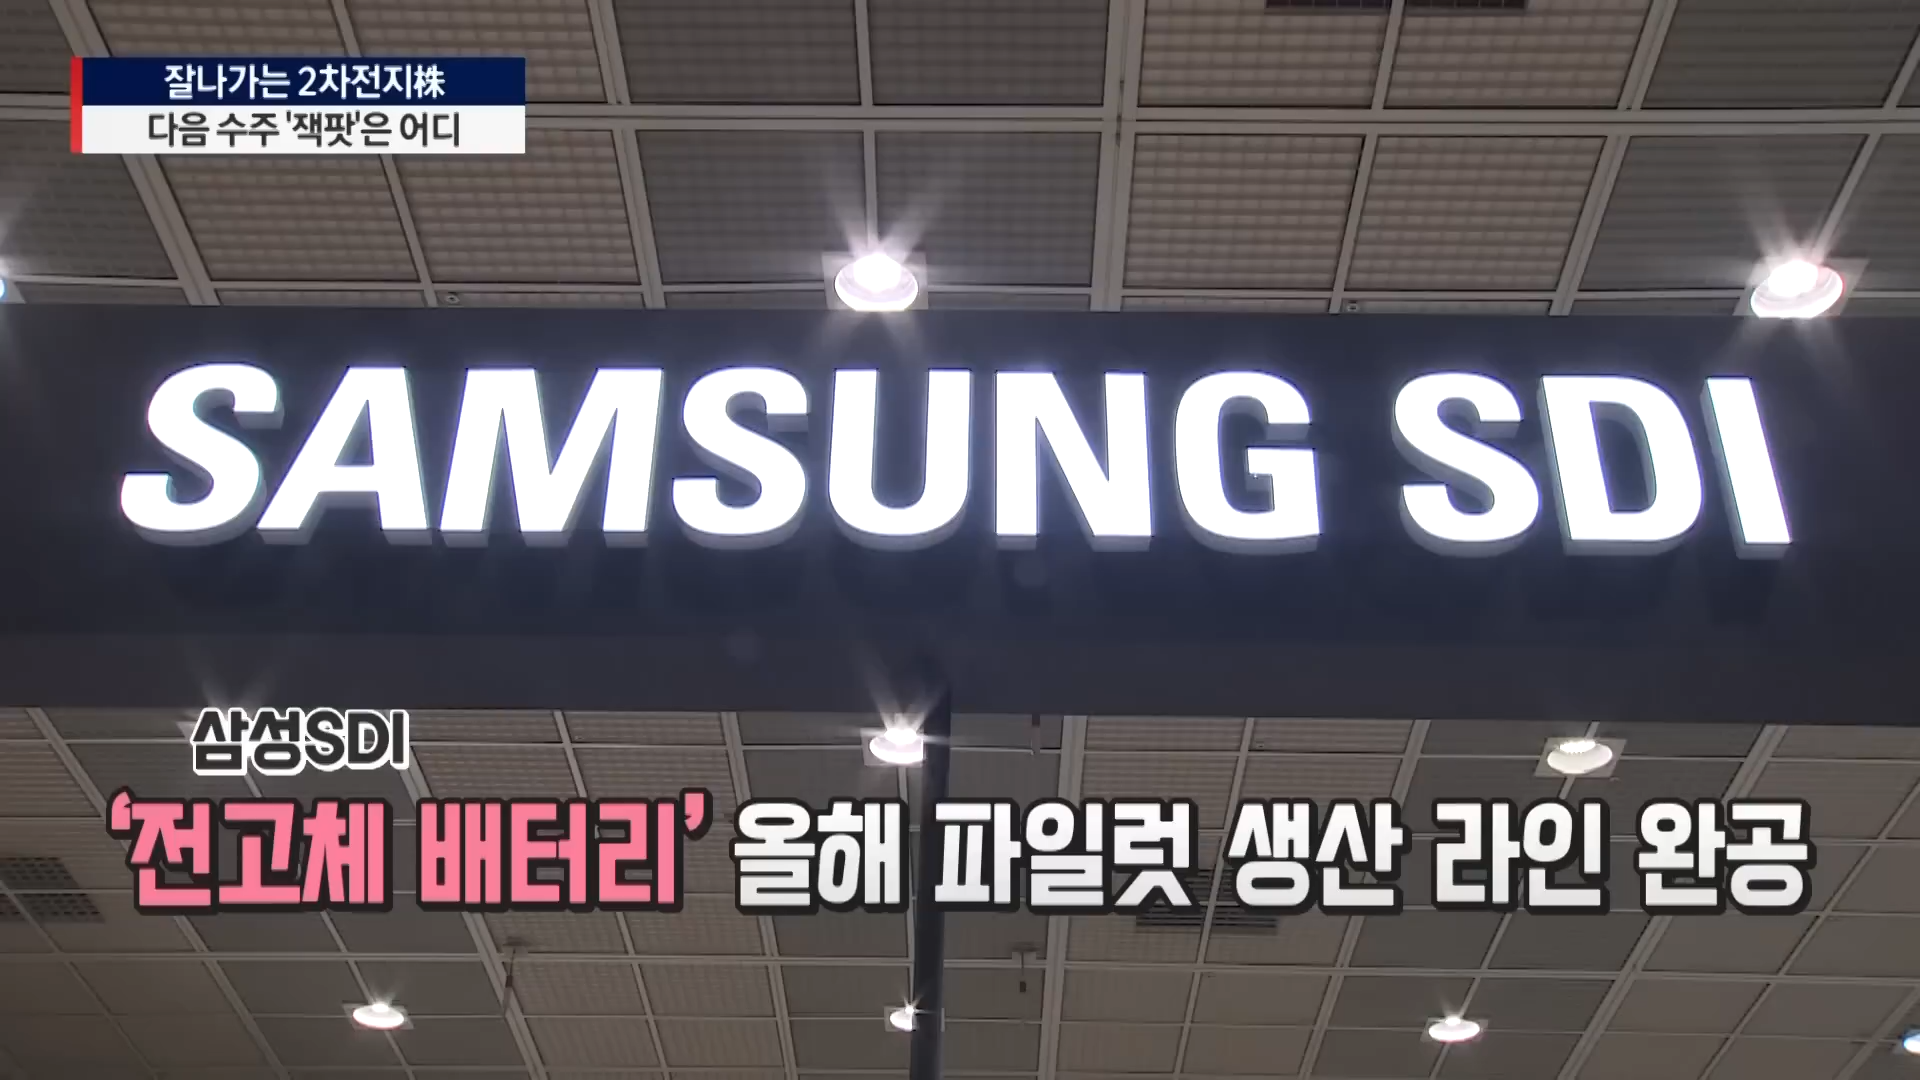 잘나가는 2차전지株
다음 수주 '잭팟'은 어디
SAMSUNG SDI
삼성SDI
'전고체 배터리' 올해 파일럿 생산 라인 완공